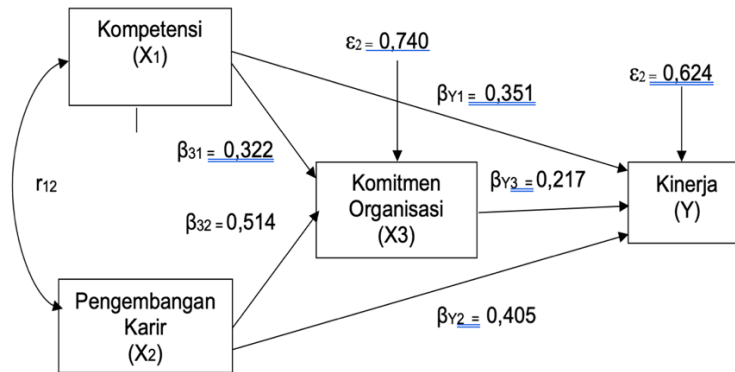 Kompetensi
(X1)
ε2 = 0,740
ε2 = 0,624
βY1 = 0,351
β31 = 0,322
r12
Komitmen
Organisasi
(X3)
βY3 = 0,217
Kinerja
(Y)
β32 = 0,514
Pengembangan
Karir
(X2)
βY2 = 0,405